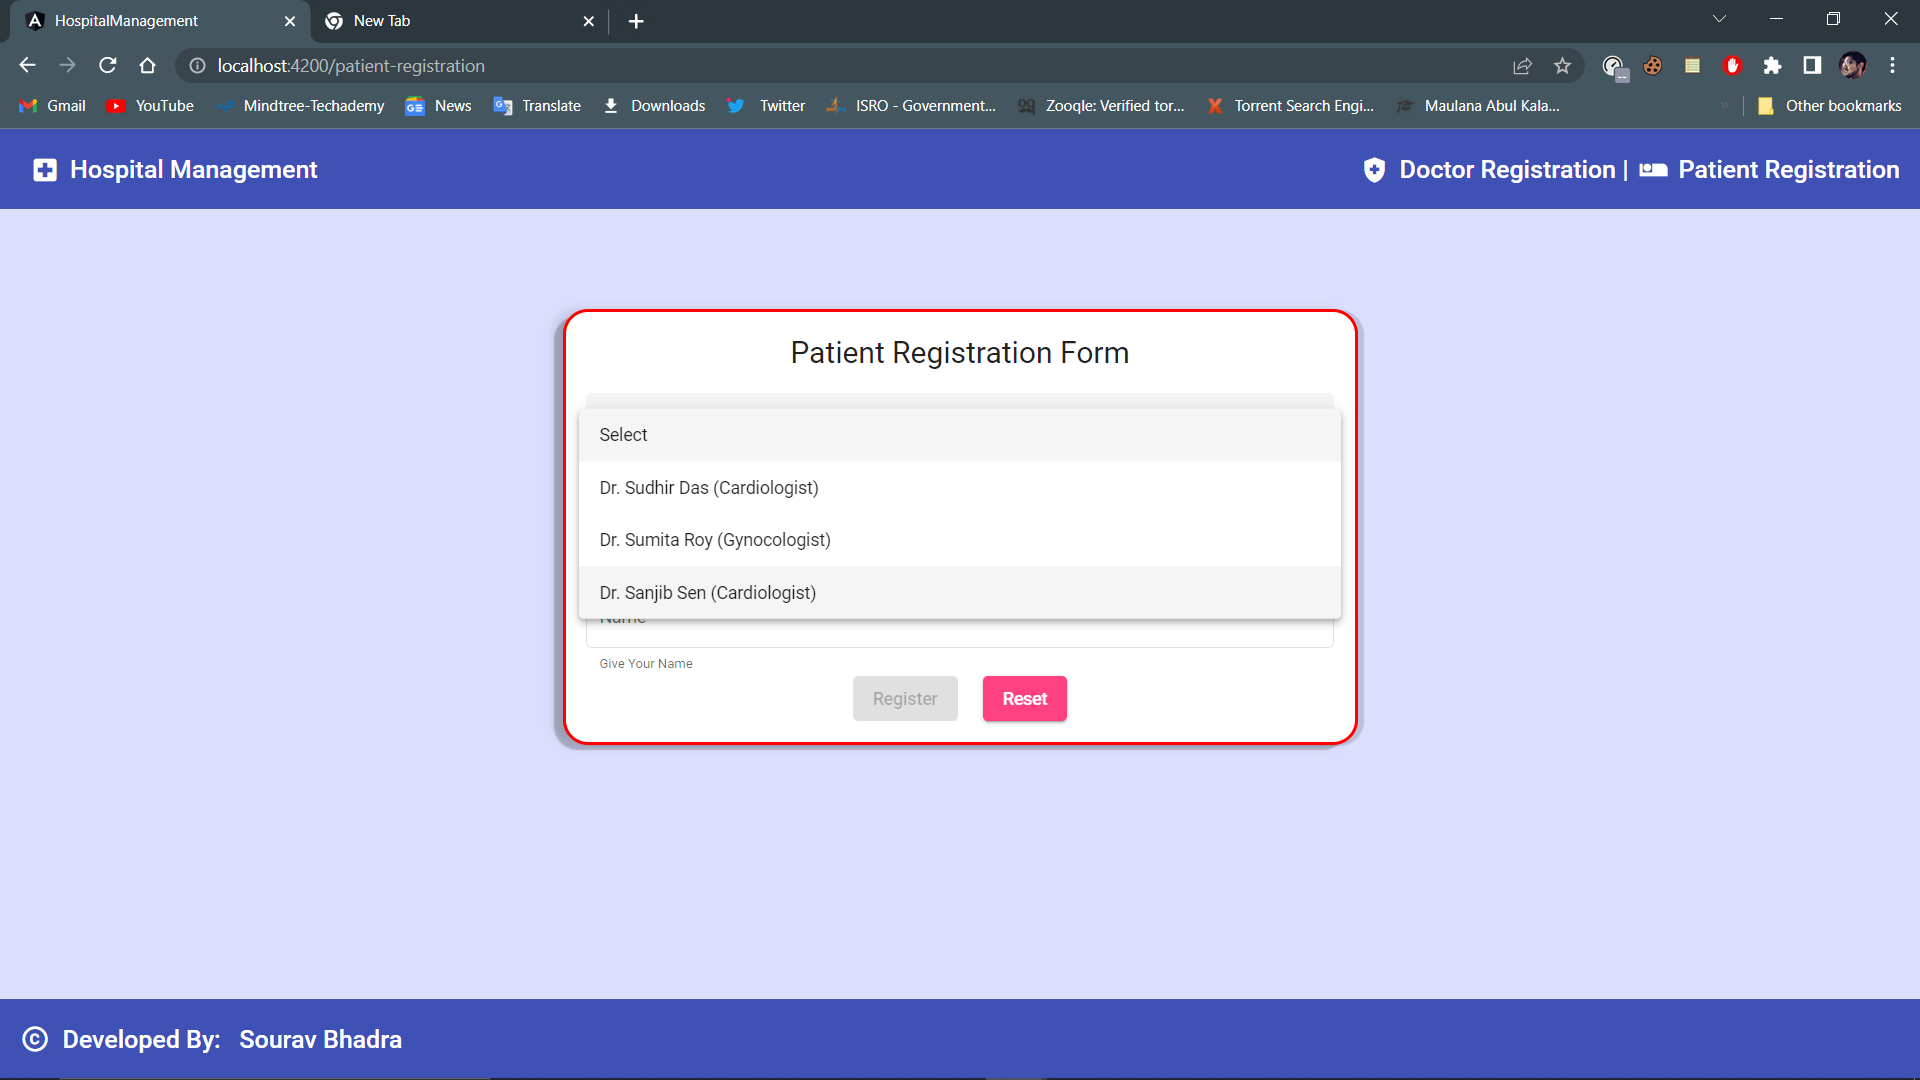 HospitalManagement
New Tab
localhost:4200/patient-registration
Gmail YouTube Mindtree-Techademy News Translate Downloads Twitter ISRO - Government... Zooqle: Verified tor... Torrent Search Engi... Maulana Abul Kala... » Other bookmarks
Hospital Management
Doctor Registration | Patient Registration
Patient Registration Form
Select
Dr. Sudhir Das (Cardiologist)
Dr. Sumita Roy (Gynocologist)
Dr. Sanjib Sen (Cardiologist)
Name
Give Your Name
Register Reset
© Developed By: Sourav Bhadra